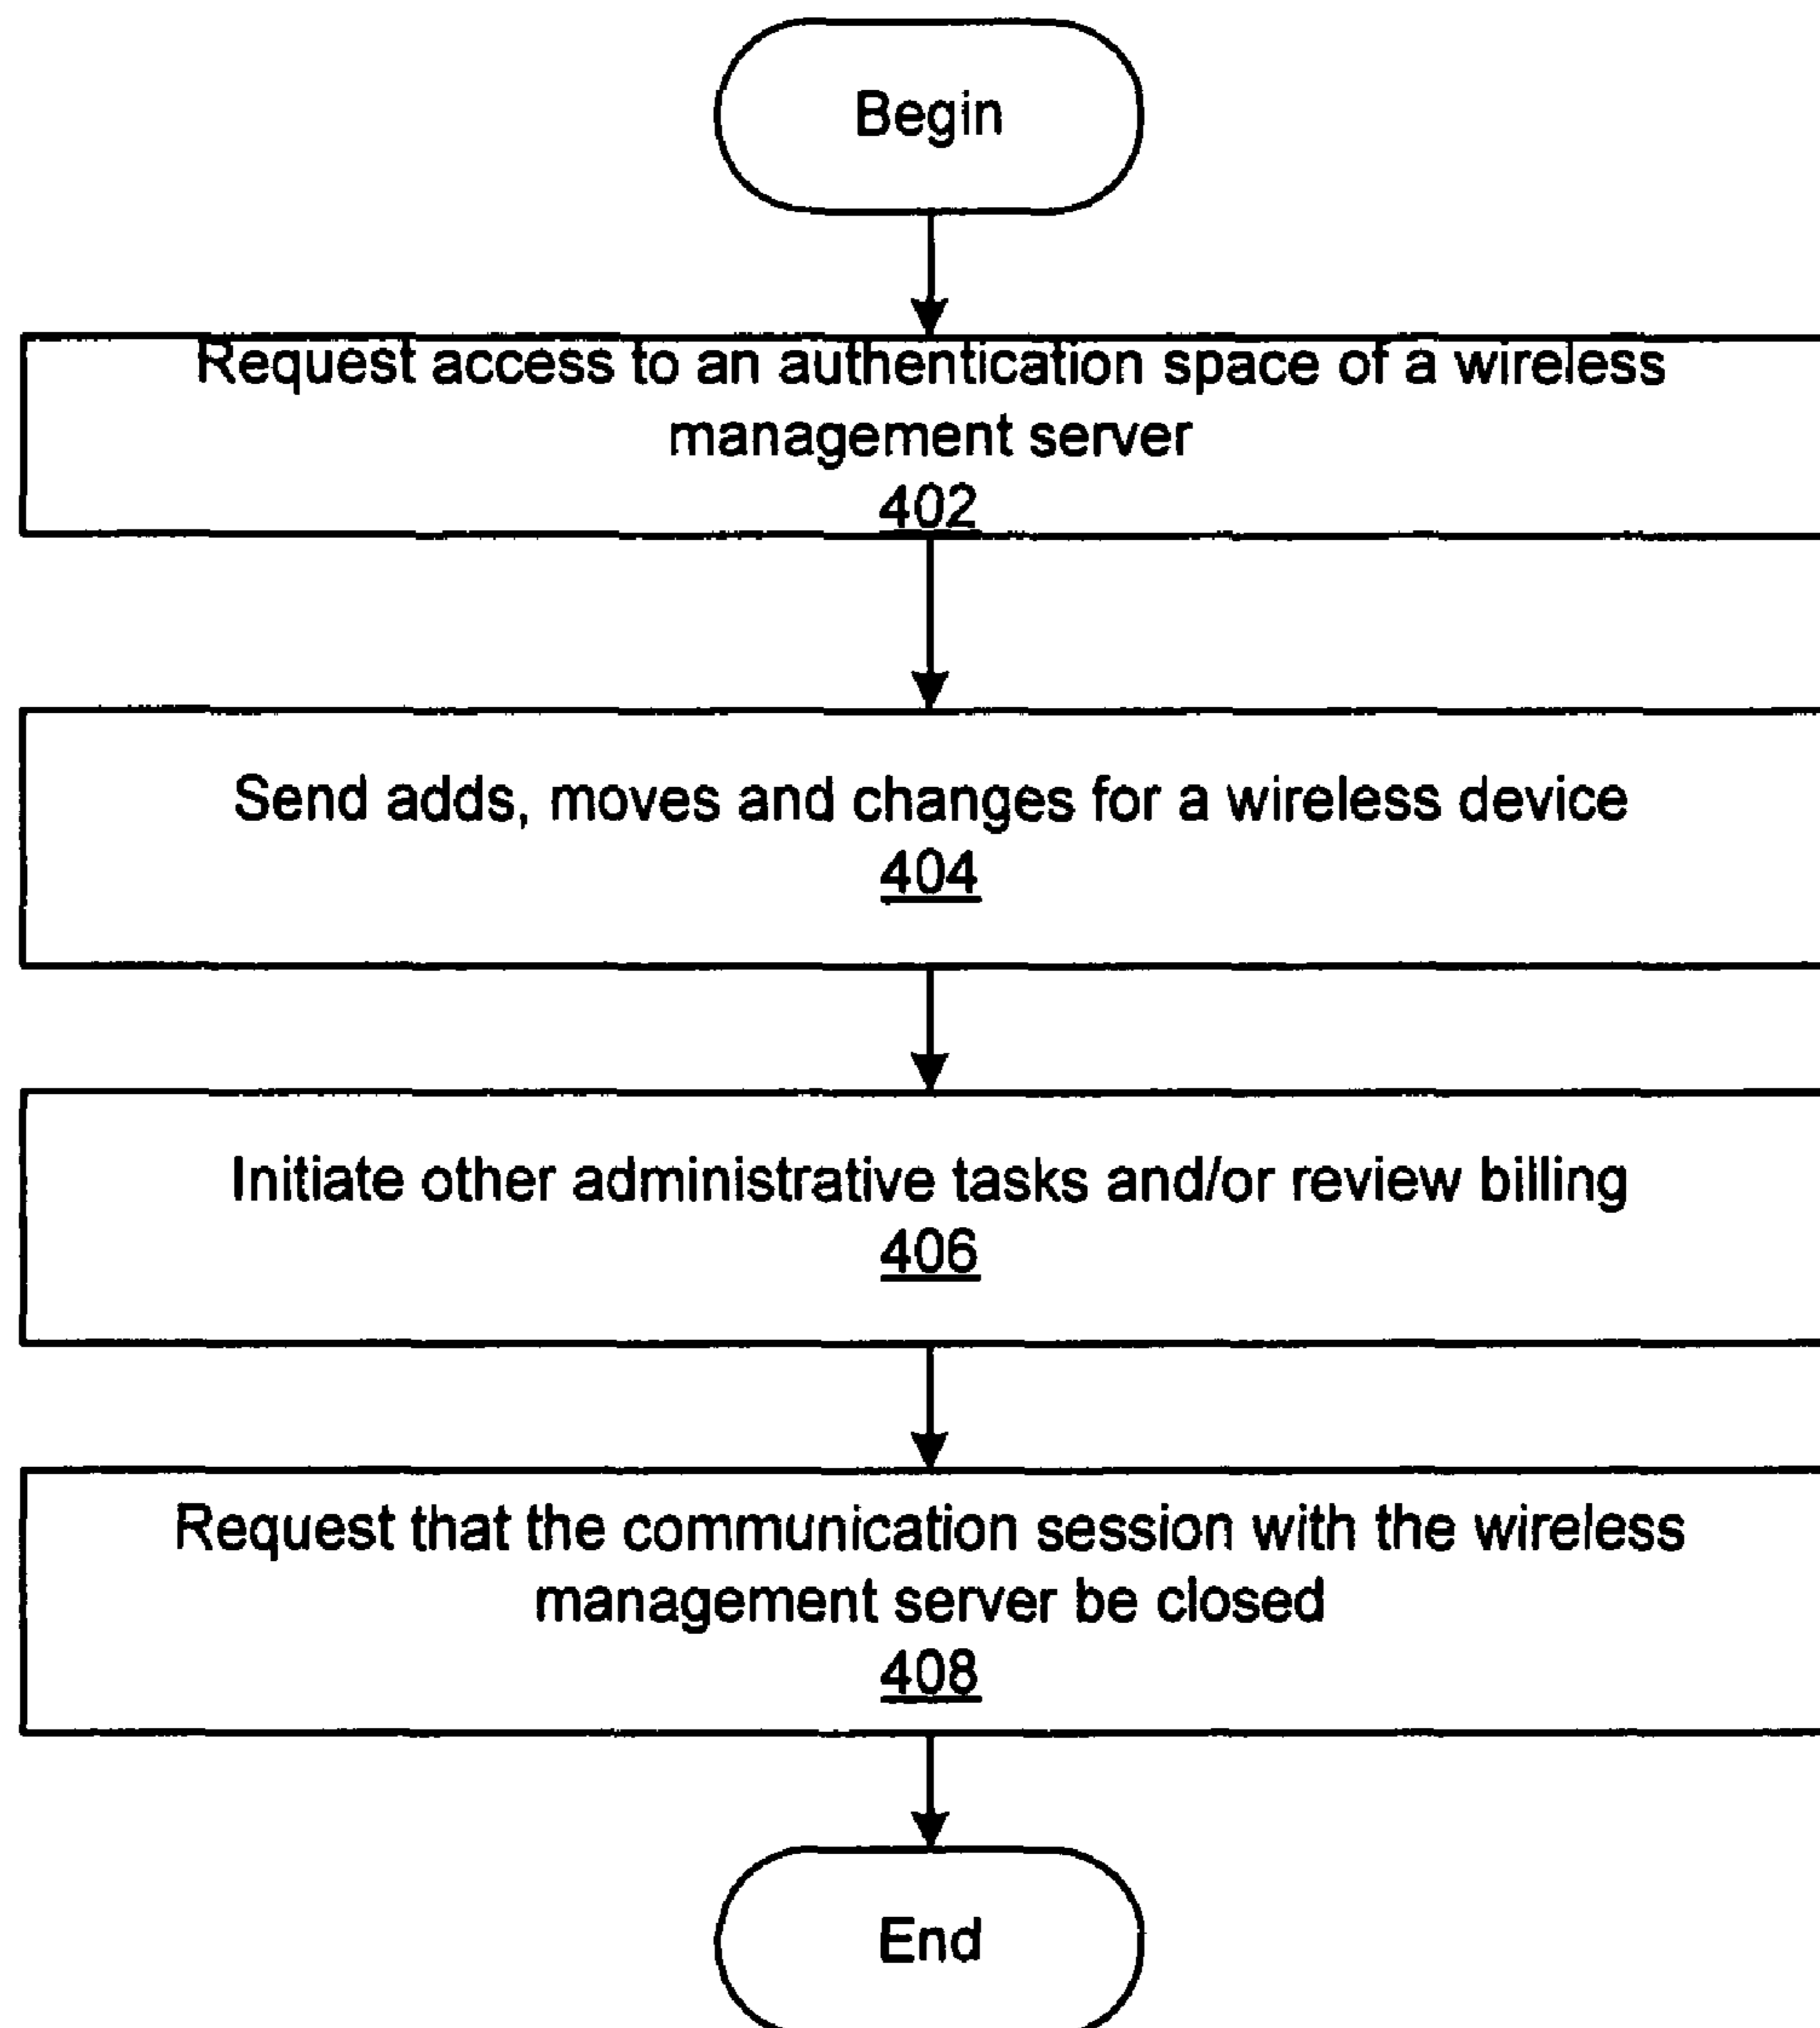 Begin
Request access to an authentication space of a wireless
management server
402
Send adds, moves and changes for a wireless device
404
Initiate other administrative tasks and/or review billing
406
Request that the communication session with the wireless
management server be closed
408
End